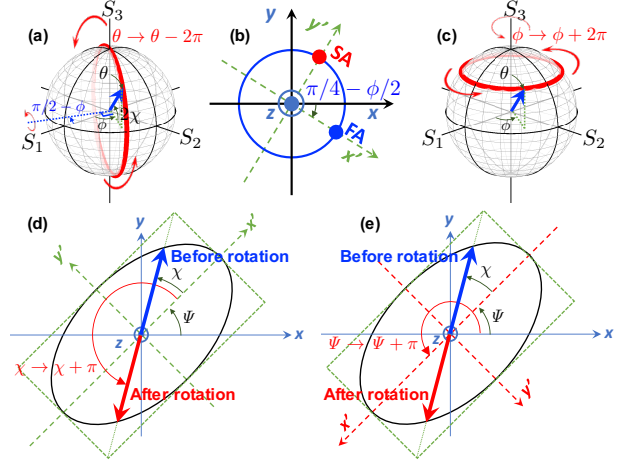 (a)
S₃
θ → θ − 2π
θ
π/2 − ϕ
ϕ
χ
S₁
S₂
(b)
y
y'
SA
π/4 − ϕ/2
z
x
FA
x'
(c)
S₃
ϕ → ϕ + 2π
θ
ϕ
S₁
S₂
(d)
y
x'
y'
Before rotation
χ
Ψ
z
x
χ → χ + π
After rotation
(e)
y
Before rotation
χ
Ψ
z
x
Ψ → Ψ + π
After rotation
x'
y'